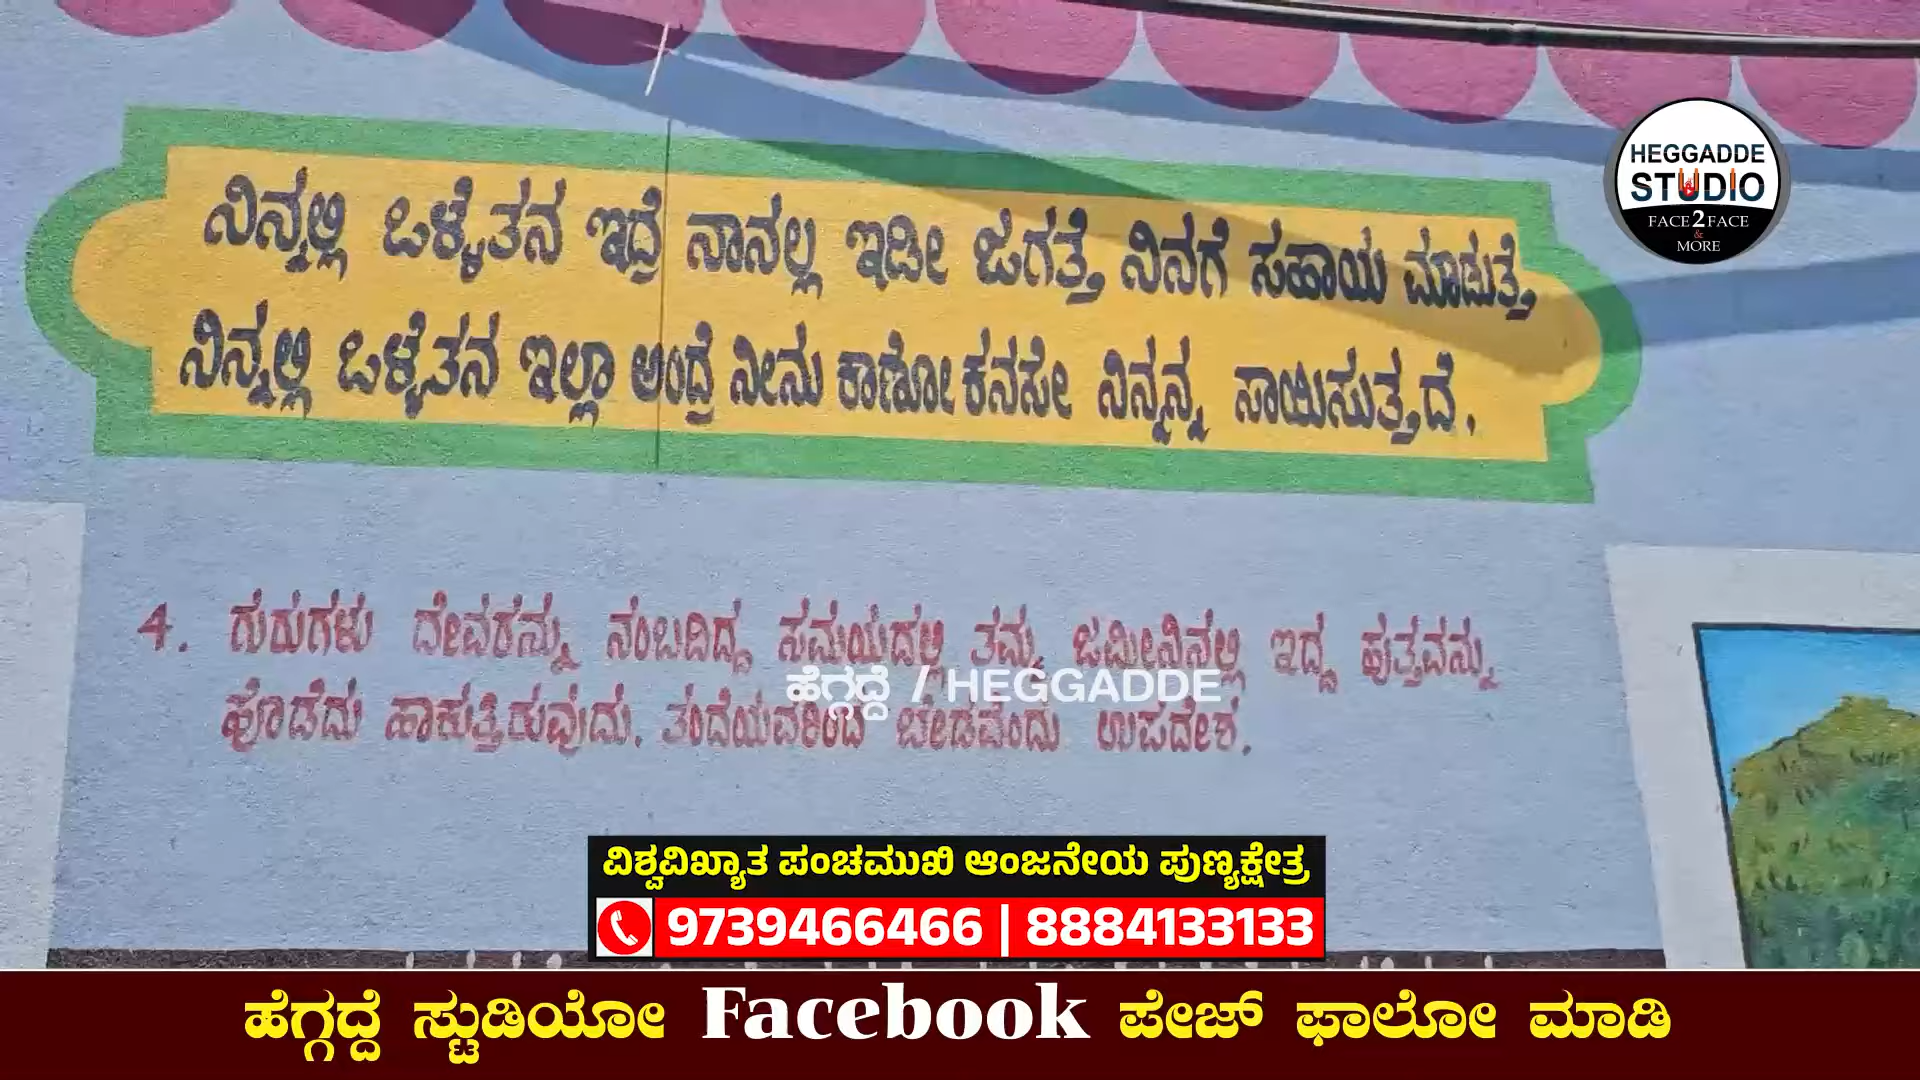 HEGGADDE
STUDIO
FACE2FACE
&
MORE
ನಿನ್ನಲ್ಲಿ ಒಳ್ಳೆತನ ಇದ್ರೆ ನಾನಲ್ಲ ಇಡೀ ಜಗತ್ತೆ ನಿನಗೆ ಸಹಾಯ ಮಾಡುತ್ತೆ
ನಿನ್ನಲ್ಲಿ ಒಳ್ಳೆತನ ಇಲ್ಲಾ ಅಂದ್ರೆ ನೀನು ಕಾಣೋ ಕನಸೇ ನಿನ್ನನ್ನ ಸಾಯಿಸುತ್ತದೆ.
4. ಗುರುಗಳು ದೇವರನ್ನು ನಂಬದಿದ್ದ ಸಮಯದಲ್ಲಿ ತಮ್ಮ ಜಮೀನಿನಲ್ಲಿ ಇದ್ದ ಹುತ್ತವನ್ನು
ಹೆಗ್ಗದ್ದೆ / HEGGADDE
ಹೊಡೆದು ಹಾಕುತ್ತಿರುವುದು. ತಂದೆಯವರಿಂದ ಬೇಡವೆಂದು ಉಪದೇಶ.
ವಿಶ್ವವಿಖ್ಯಾತ ಪಂಚಮುಖಿ ಆಂಜನೇಯ ಪುಣ್ಯಕ್ಷೇತ್ರ
9739466466 | 8884133133
ಹೆಗ್ಗದ್ದೆ ಸ್ಟುಡಿಯೋ Facebook ಪೇಜ್ ಫಾಲೋ ಮಾಡಿ